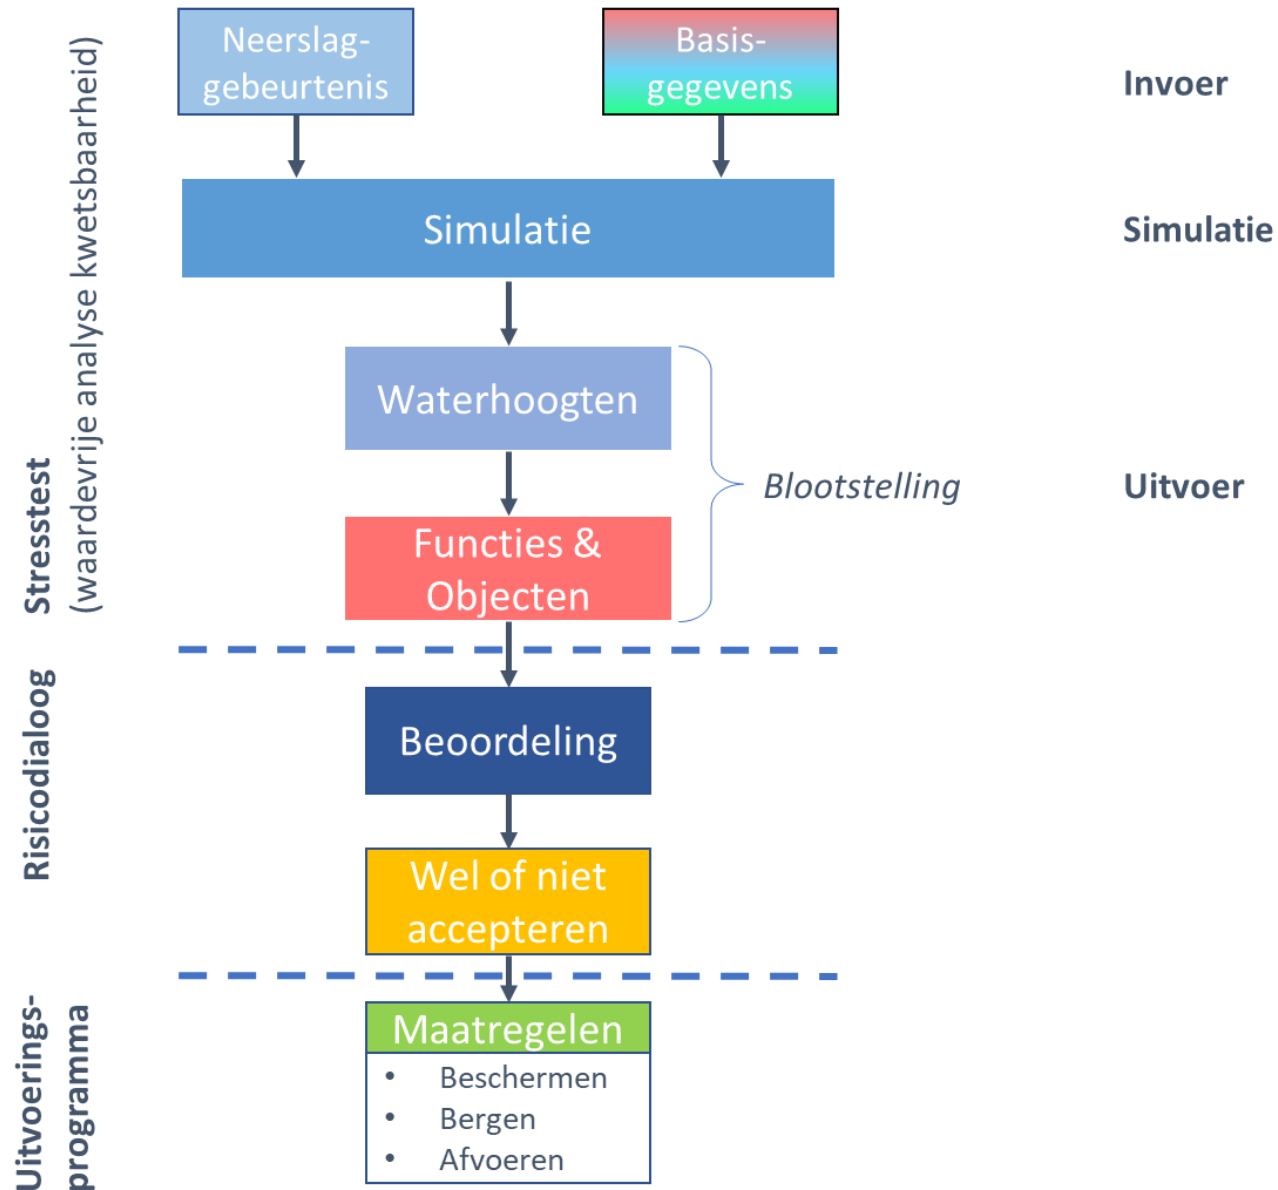 Neerslag-
gebeurtenis
Basis-
gegevens
Invoer
Simulatie
Simulatie
Waterhoogten
Functies &
Objecten
Blootstelling
Uitvoer
Stresstest
(waardevrije analyse kwetsbaarheid)
Beoordeling
Wel of niet
accepteren
Risicodialoog
Maatregelen
• Beschermen
• Bergen
• Afvoeren
Uitvoerings-
programma